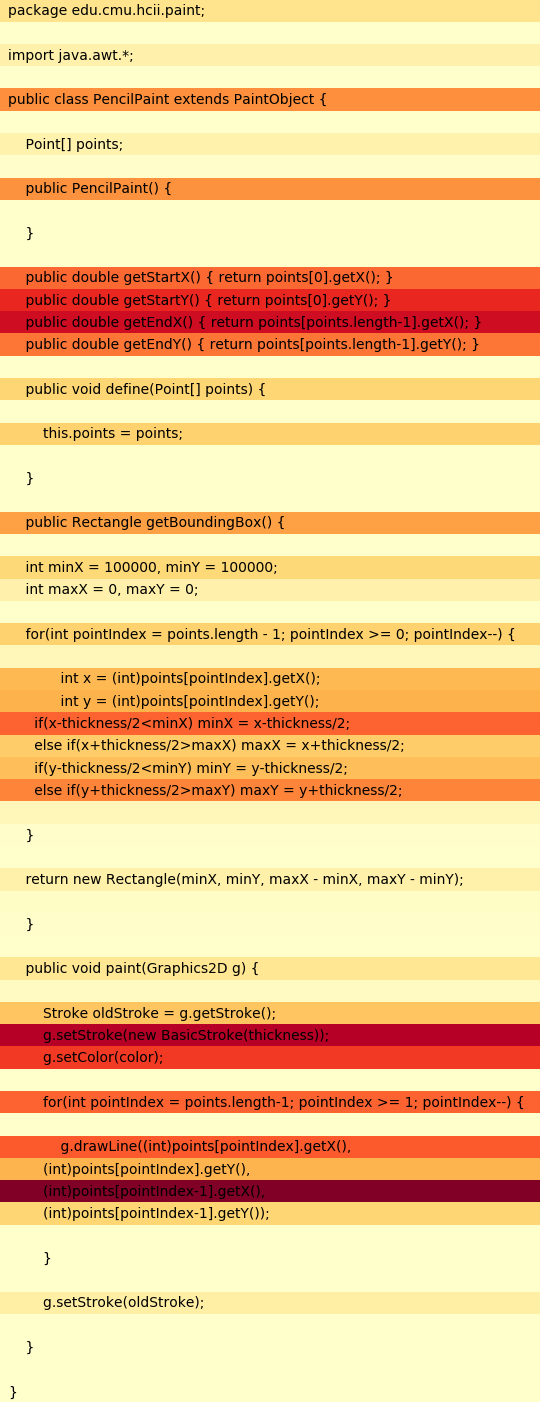 package edu.cmu.hcii.paint;
import java.awt.*;
public class PencilPaint extends PaintObject {
Point[] points;
public PencilPaint() {
}
public double getStartX() { return points[0].getX(); }
public double getStartY() { return points[0].getY(); }
public double getEndX() { return points[points.length-1].getX(); }
public double getEndY() { return points[points.length-1].getY(); }
public void define(Point[] points) {
this.points = points;
}
public Rectangle getBoundingBox() {
int minX = 100000, minY = 100000;
int maxX = 0, maxY = 0;
for(int pointIndex = points.length - 1; pointIndex >= 0; pointIndex--) {
int x = (int)points[pointIndex].getX();
int y = (int)points[pointIndex].getY();
if(x-thickness/2<minX) minX = x-thickness/2;
else if(x+thickness/2>maxX) maxX = x+thickness/2;
if(y-thickness/2<minY) minY = y-thickness/2;
else if(y+thickness/2>maxY) maxY = y+thickness/2;
}
return new Rectangle(minX, minY, maxX - minX, maxY - minY);
}
public void paint(Graphics2D g) {
Stroke oldStroke = g.getStroke();
g.setStroke(new BasicStroke(thickness));
g.setColor(color);
for(int pointIndex = points.length-1; pointIndex >= 1; pointIndex--) {
g.drawLine((int)points[pointIndex].getX(),
(int)points[pointIndex].getY(),
(int)points[pointIndex-1].getX(),
(int)points[pointIndex-1].getY());
}
g.setStroke(oldStroke);
}
}